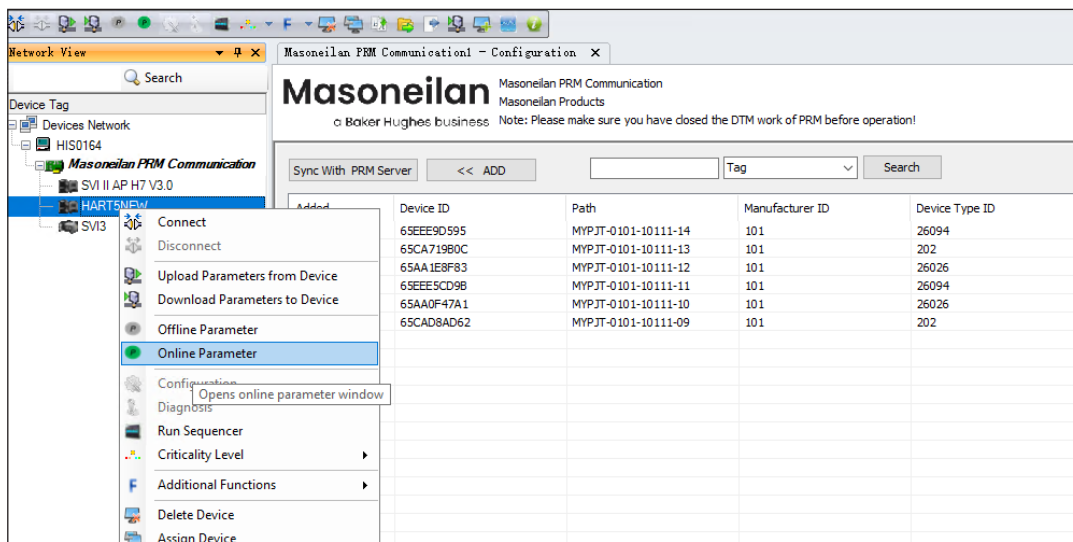 Network View
Masoneilan PRM Communication1 - Configuration
Search
Device Tag
Devices Network
HIS0164
Masoneilan PRM Communication
SVI II AP H7 V3.0
HART5NEW
SVI3
Masoneilan
a Baker Hughes business
Masoneilan PRM Communication
Masoneilan Products
Note: Please make sure you have closed the DTM work of PRM before operation!
Sync With PRM Server
<< ADD
Tag
Search
Added Device ID Path Manufacturer ID Device Type ID
65EEE9D595 MYPJT-0101-10111-14 101 26094
65CA719B0C MYPJT-0101-10111-13 101 202
65AA1E8F83 MYPJT-0101-10111-12 101 26026
65EEE5CD9B MYPJT-0101-10111-11 101 26094
65AA0F47A1 MYPJT-0101-10111-10 101 26026
65CAD8AD62 MYPJT-0101-10111-09 101 202
Connect
Disconnect
Upload Parameters from Device
Download Parameters to Device
Offline Parameter
Online Parameter
Configuration
Opens online parameter window
Diagnosis
Run Sequencer
Criticality Level
F Additional Functions
Delete Device
Assign Device